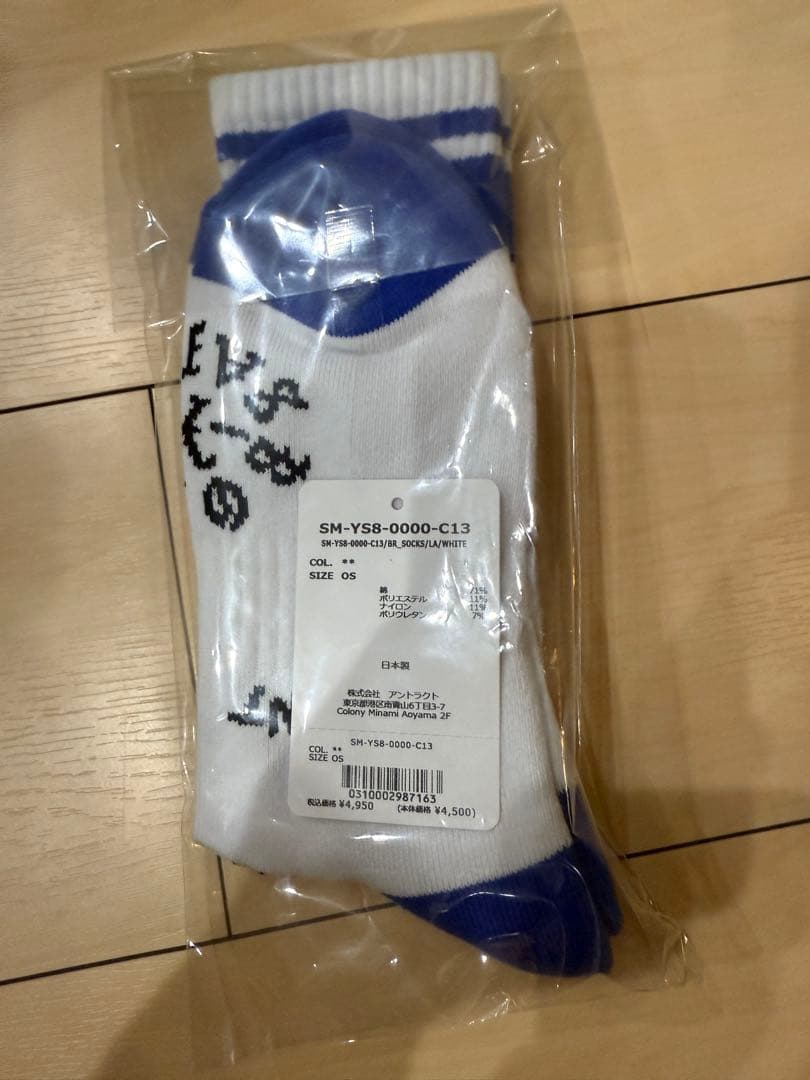 SM-YS8-0000-C13
SM-YS8-0000-C13/BR_SOCKS/LA/WHITE
COL. **
SIZE OS
綿 71%
ポリエステル 11%
ナイロン 11%
ポリウレタン 7%
日本製
株式会社 アントラクト
東京都港区南青山6丁目3-7
Colony Minami Aoyama 2F
COL. ** SM-YS8-0000-C13
SIZE OS
0310002987163
税込価格 ¥4,950 (本体価格 ¥4,500)